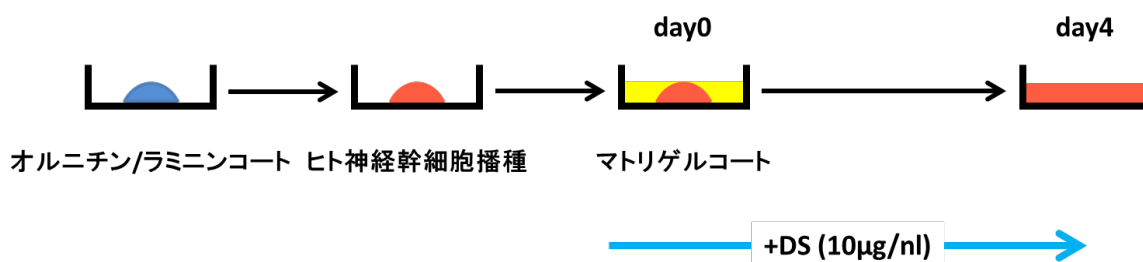 day0
day4
オルニチン/ラミニンコート
ヒト神経幹細胞播種
マトリゲルコート
+DS (10μg/nl)